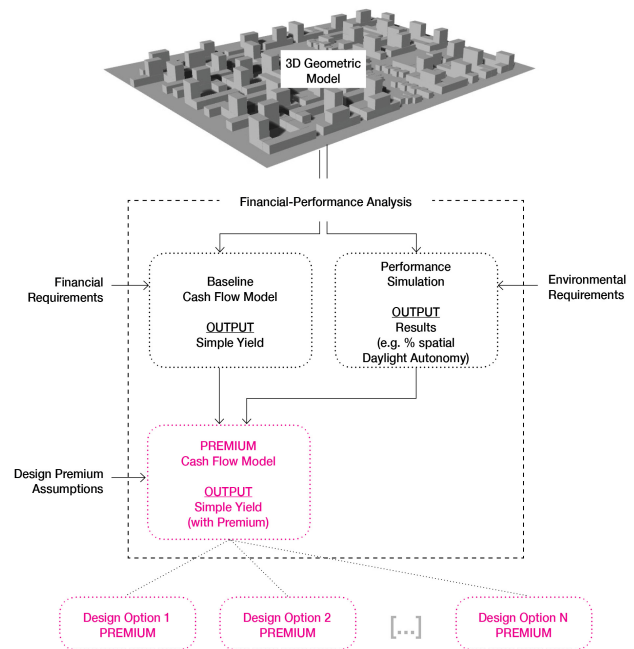 3D Geometric
Model
Financial-Performance Analysis
Financial
Requirements
Baseline
Cash Flow Model
OUTPUT
Simple Yield
Performance
Simulation
OUTPUT
Results
(e.g. % spatial
Daylight Autonomy)
Environmental
Requirements
Design Premium
Assumptions
PREMIUM
Cash Flow Model
OUTPUT
Simple Yield
(with Premium)
Design Option 1
PREMIUM
Design Option 2
PREMIUM
[...]
Design Option N
PREMIUM